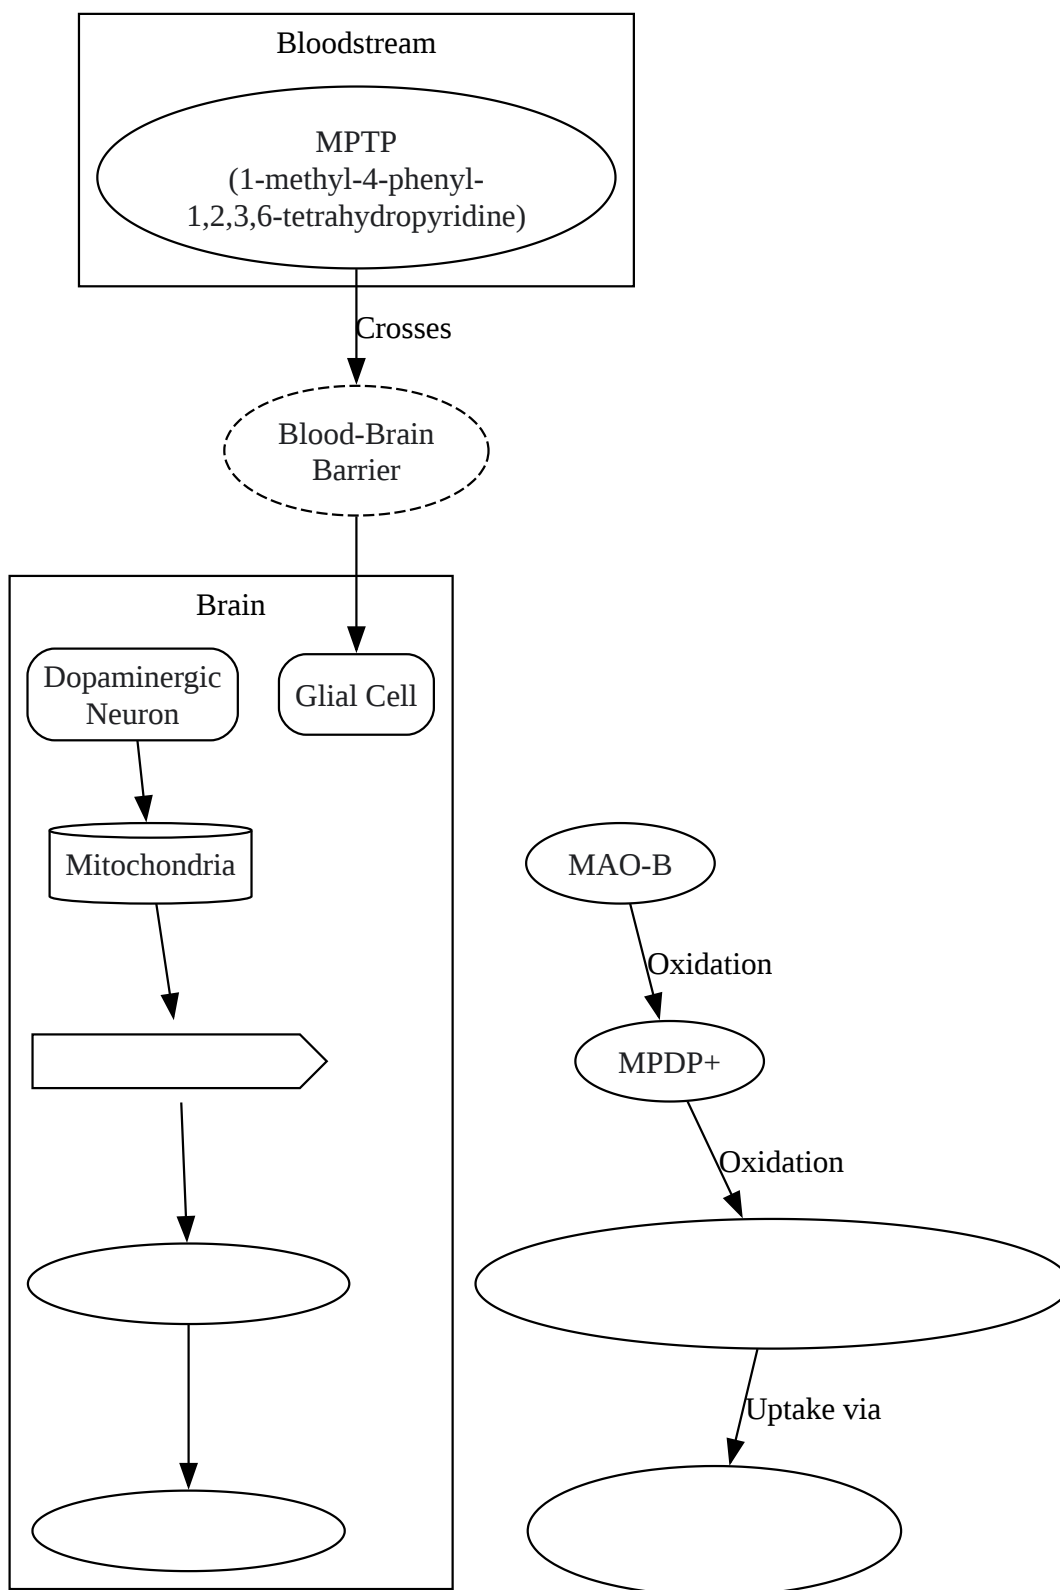 Bloodstream
MPTP
(1-methyl-4-phenyl-
1,2,3,6-tetrahydropyridine)
Crosses
Blood-Brain
Barrier
Brain
Dopaminergic
Neuron
Glial Cell
Mitochondria
MAO-B
Oxidation
MPDP+
Oxidation
Uptake via